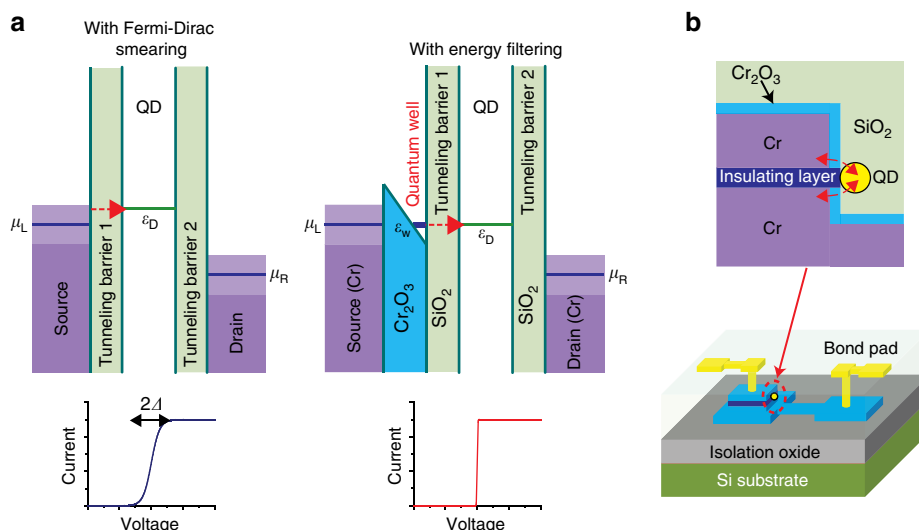 a
With Fermi-Dirac
smearing
QD
μL
εD
μR
Source
Tunneling barrier 1
Tunneling barrier 2
Drain
2Δ
Current
Voltage
With energy filtering
Quantum well
Tunneling barrier 1
QD
Tunneling barrier 2
μL
εw
εD
μR
Source (Cr)
Cr2O3
SiO2
SiO2
Drain (Cr)
Current
Voltage
b
Cr2O3
SiO2
Cr
Insulating layer
QD
Cr
Bond pad
Isolation oxide
Si substrate